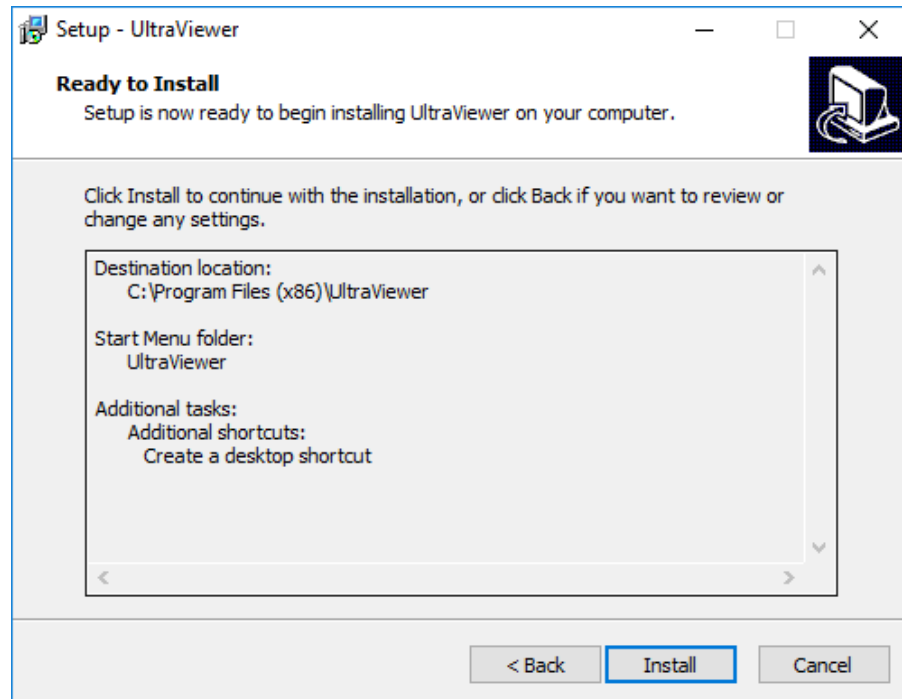 Setup - UltraViewer
Ready to Install
Setup is now ready to begin installing UltraViewer on your computer.
Click Install to continue with the installation, or click Back if you want to review or
change any settings.
Destination location:
C:\Program Files (x86)\UltraViewer
Start Menu folder:
UltraViewer
Additional tasks:
Additional shortcuts:
Create a desktop shortcut
< Back
Install
Cancel